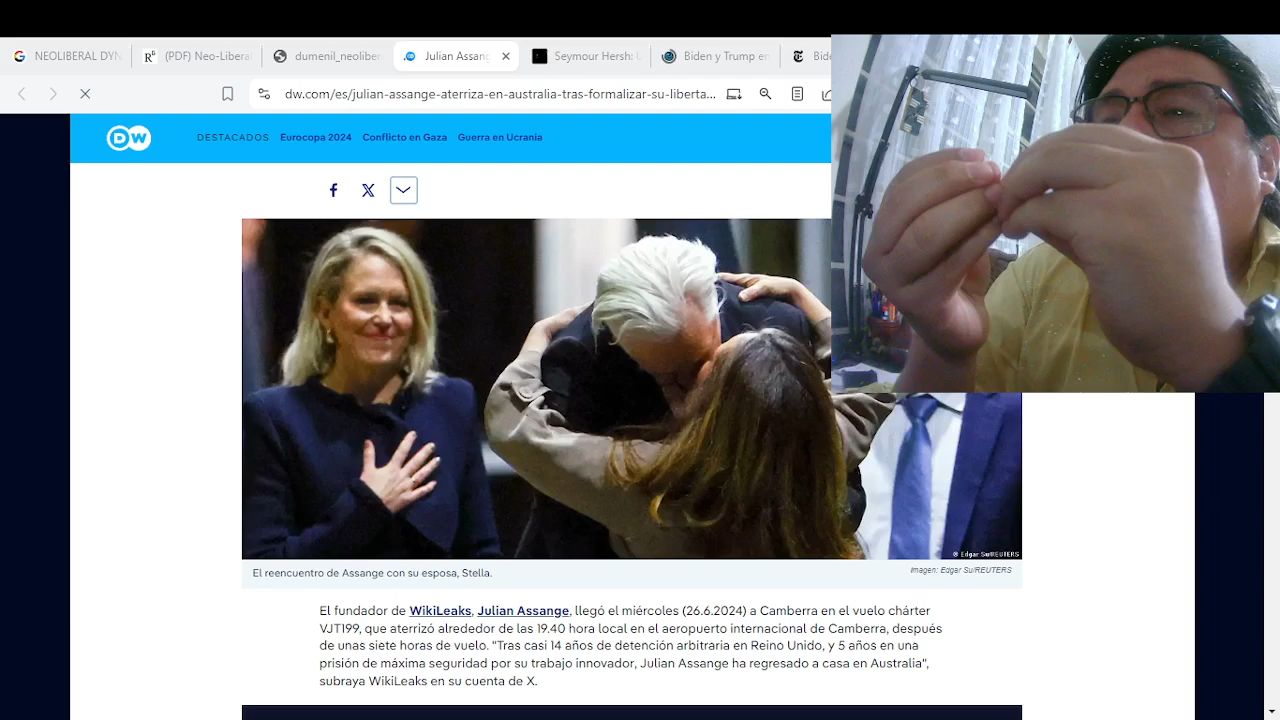 NEOLIBERAL DYN
(PDF) Neo-Libera
dumenil_neoliber
Julian Assang
Seymour Hersh:
Biden y Trump en
Bide
dw.com/es/julian-assange-aterriza-en-australia-tras-formalizar-su-liberta...
DW
DESTACADOS Eurocopa 2024 Conflicto en Gaza Guerra en Ucrania
© Edgar Su/REUTERS
El reencuentro de Assange con su esposa, Stella.
Imagen: Edgar Su/REUTERS
El fundador de WikiLeaks, Julian Assange, llegó el miércoles (26.6.2024) a Camberra en el vuelo chárter
VJT199, que aterrizó alrededor de las 19.40 hora local en el aeropuerto internacional de Camberra, después
de unas siete horas de vuelo. "Tras casi 14 años de detención arbitraria en Reino Unido, y 5 años en una
prisión de máxima seguridad por su trabajo innovador, Julian Assange ha regresado a casa en Australia",
subraya WikiLeaks en su cuenta de X.